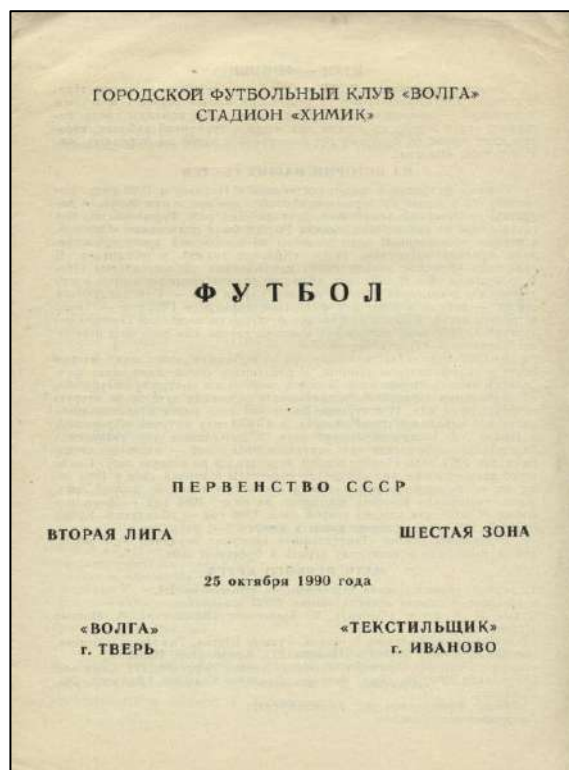 ГОРОДСКОЙ ФУТБОЛЬНЫЙ КЛУБ «ВОЛГА»
СТАДИОН «ХИМИК»
ФУТБОЛ
ПЕРВЕНСТВО СССР
ВТОРАЯ ЛИГА ШЕСТАЯ ЗОНА
25 октября 1990 года
«ВОЛГА» «ТЕКСТИЛЬЩИК»
г. ТВЕРЬ г. ИВАНОВО